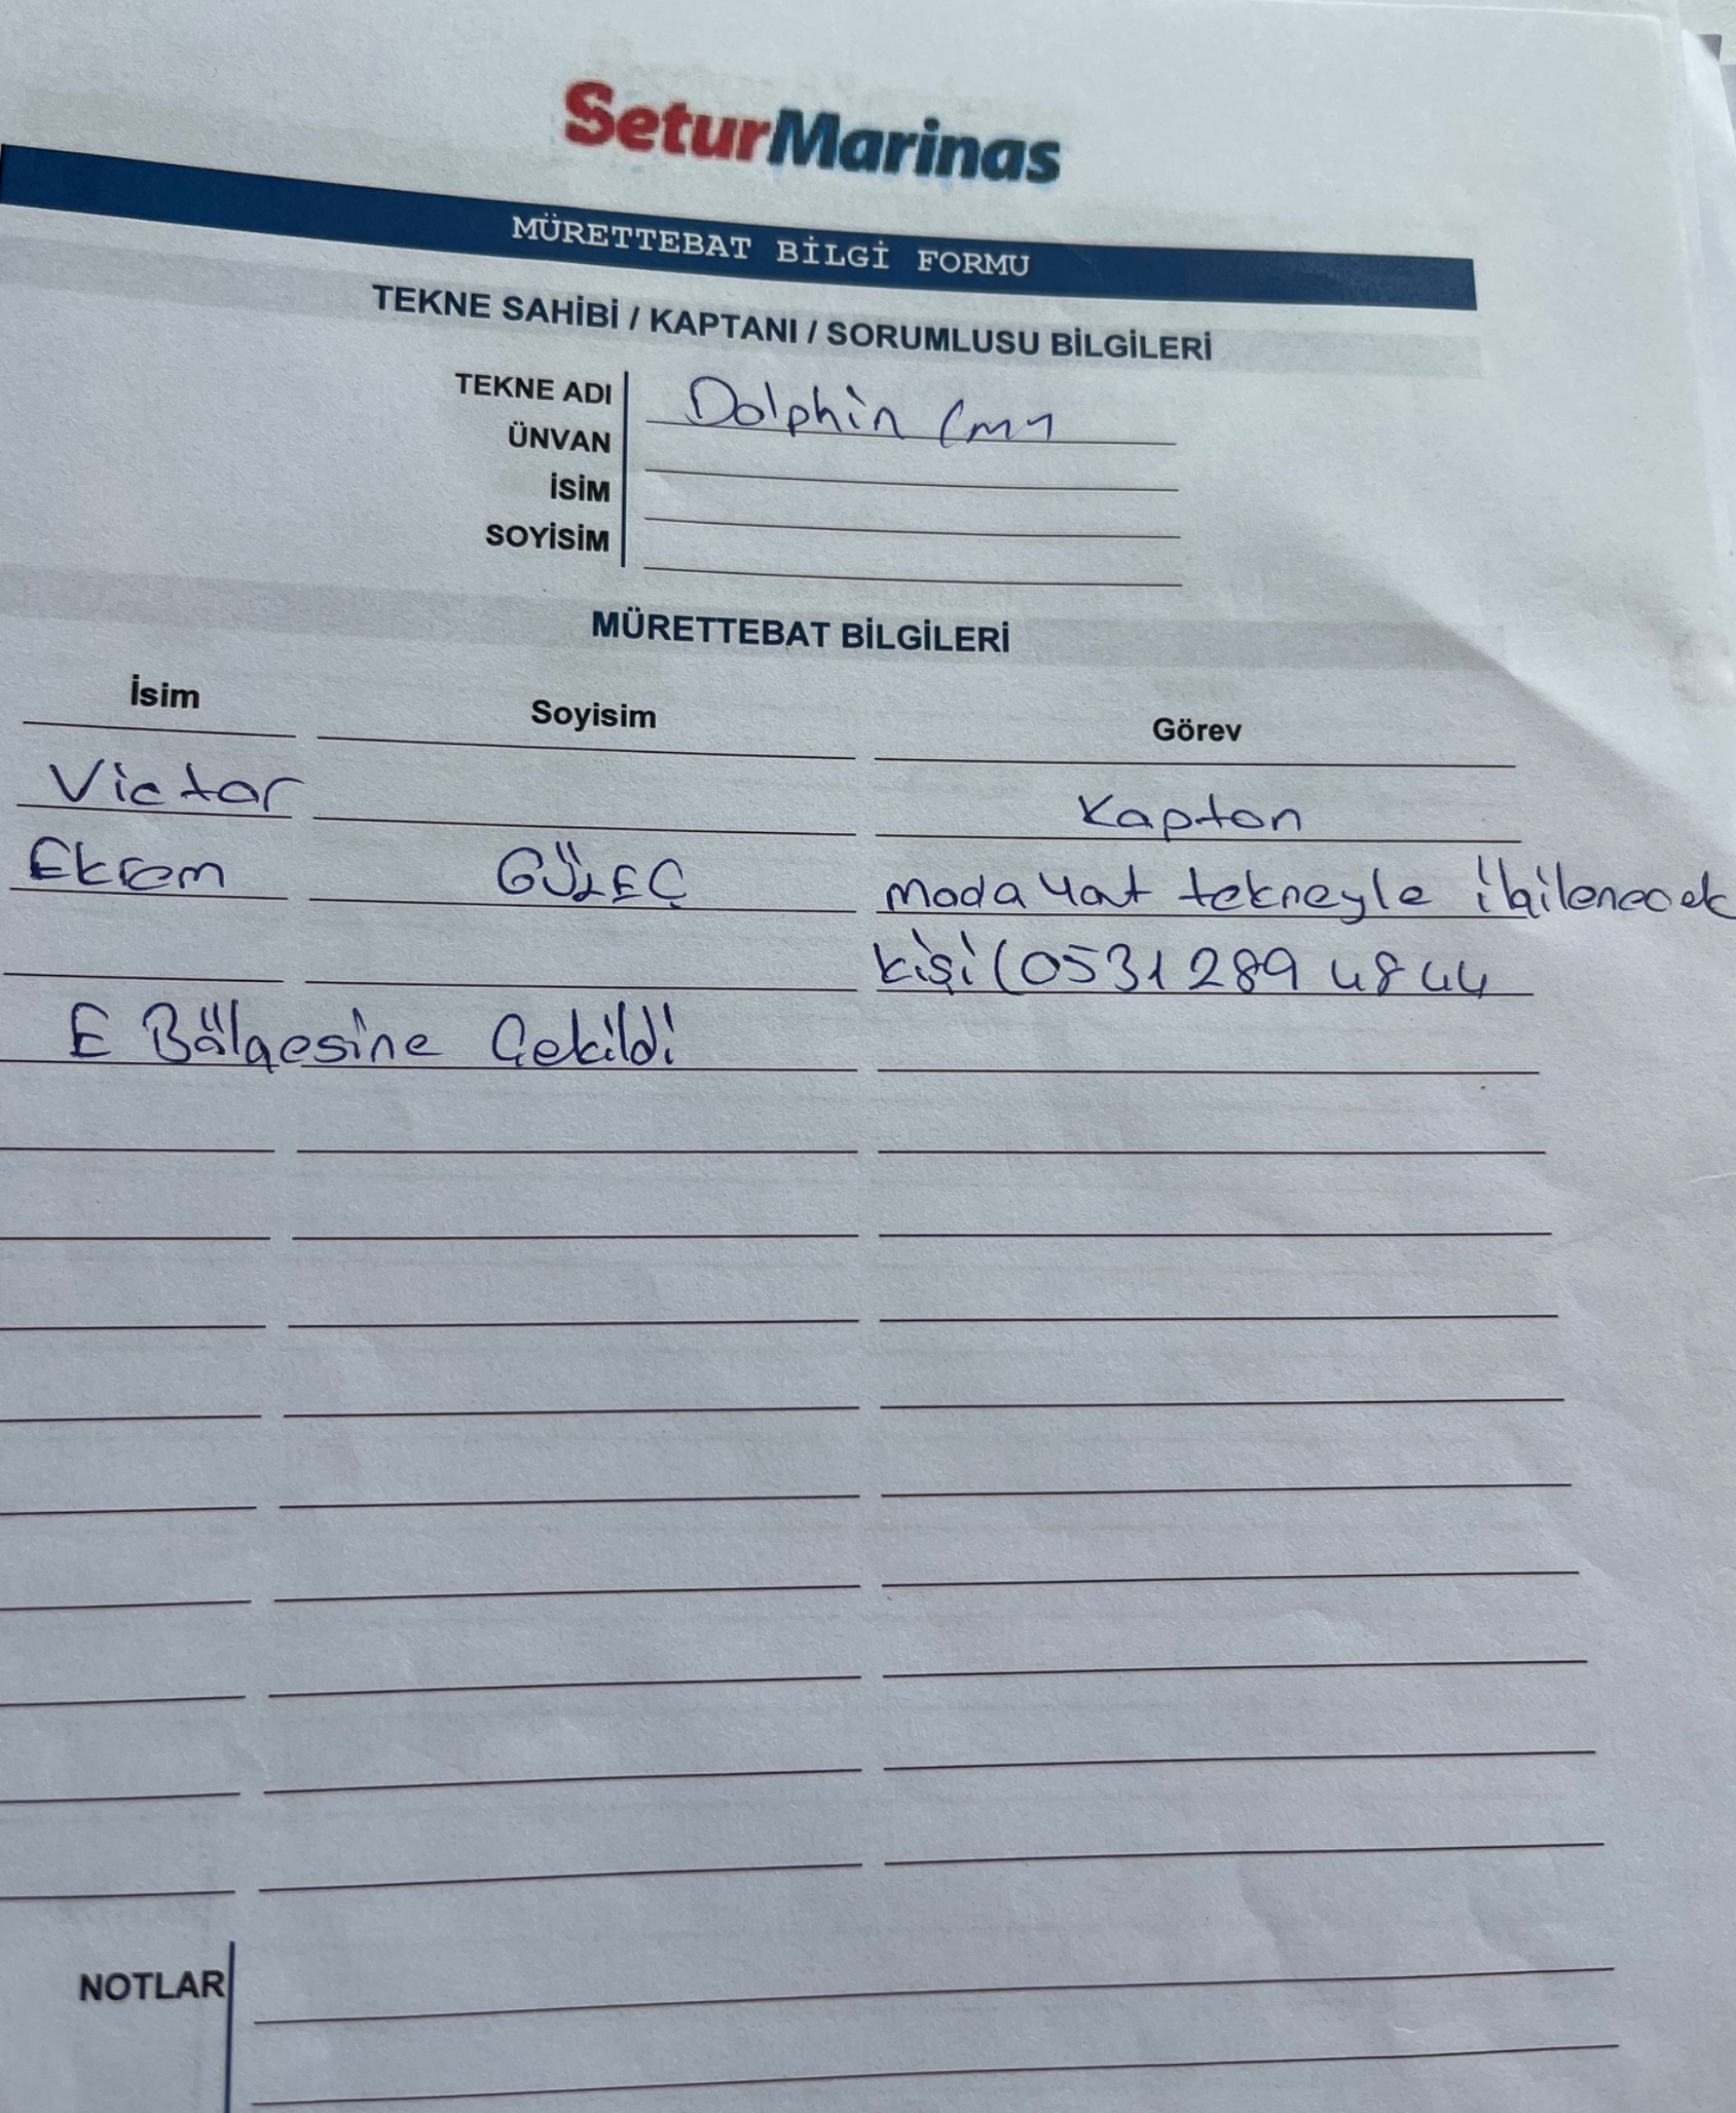 SeturMarinas
MÜRETTEBAT BİLGİ FORMU
TEKNE SAHİBİ / KAPTANI / SORUMLUSU BİLGİLERİ
TEKNE ADI Dolphin
ÜNVAN
İSİM
SOYİSİM
MÜRETTEBAT BİLGİLERİ
İsim Soyisim Görev
Victor Kaptan
Ekrem GÜLEÇ moda yat tekneyle ilgilenecek
kişi (0531 289 48 44
E Bölgesine Çekildi
NOTLAR